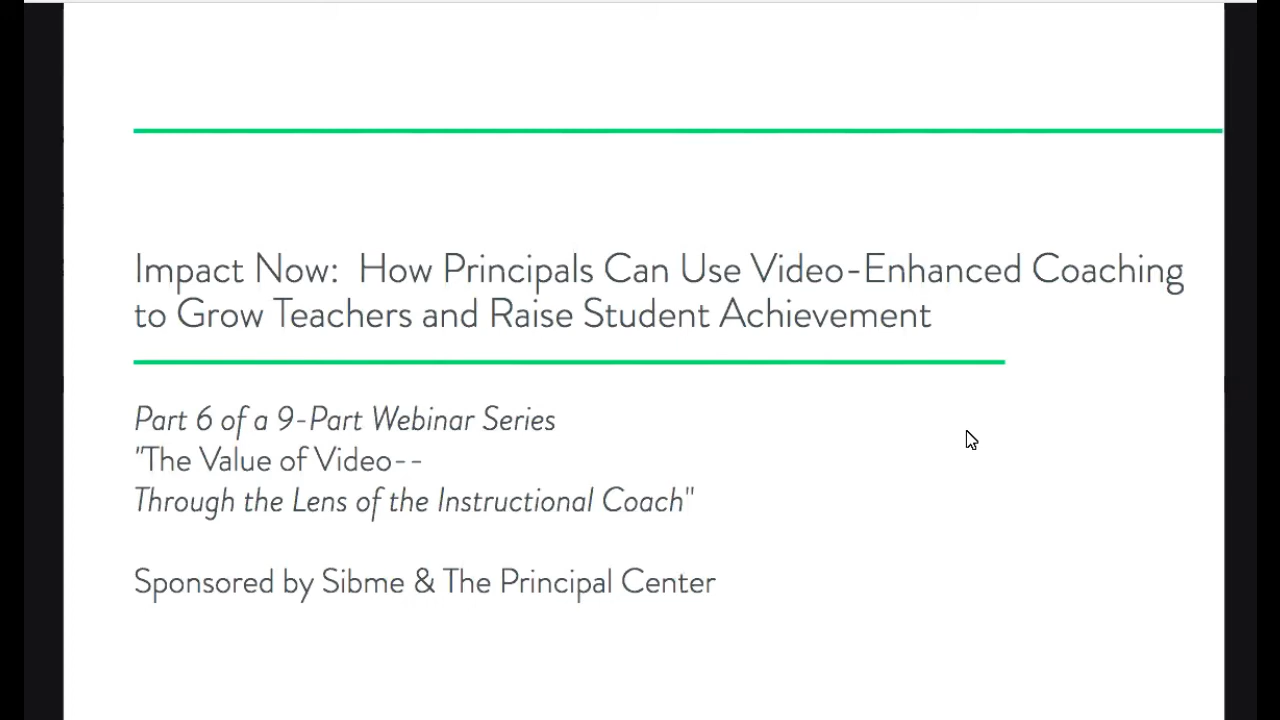 Impact Now:  How Principals Can Use Video-Enhanced Coaching
to Grow Teachers and Raise Student Achievement
Part 6 of a 9-Part Webinar Series
"The Value of Video--
Through the Lens of the Instructional Coach"
Sponsored by Sibme & The Principal Center